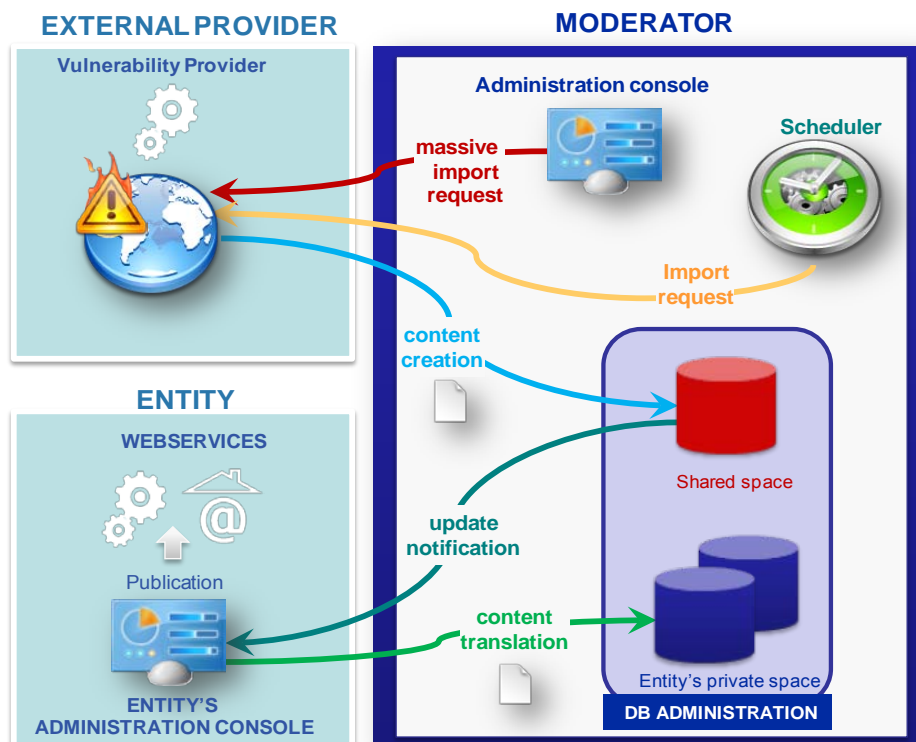 EXTERNAL PROVIDER
Vulnerability Provider
MODERATOR
Administration console
Scheduler
massive
import
request
Import
request
content
creation
Shared space
update
notification
content
translation
Entity's private space
DB ADMINISTRATION
ENTITY
WEBSERVICES
@
Publication
ENTITY'S
ADMINISTRATION CONSOLE